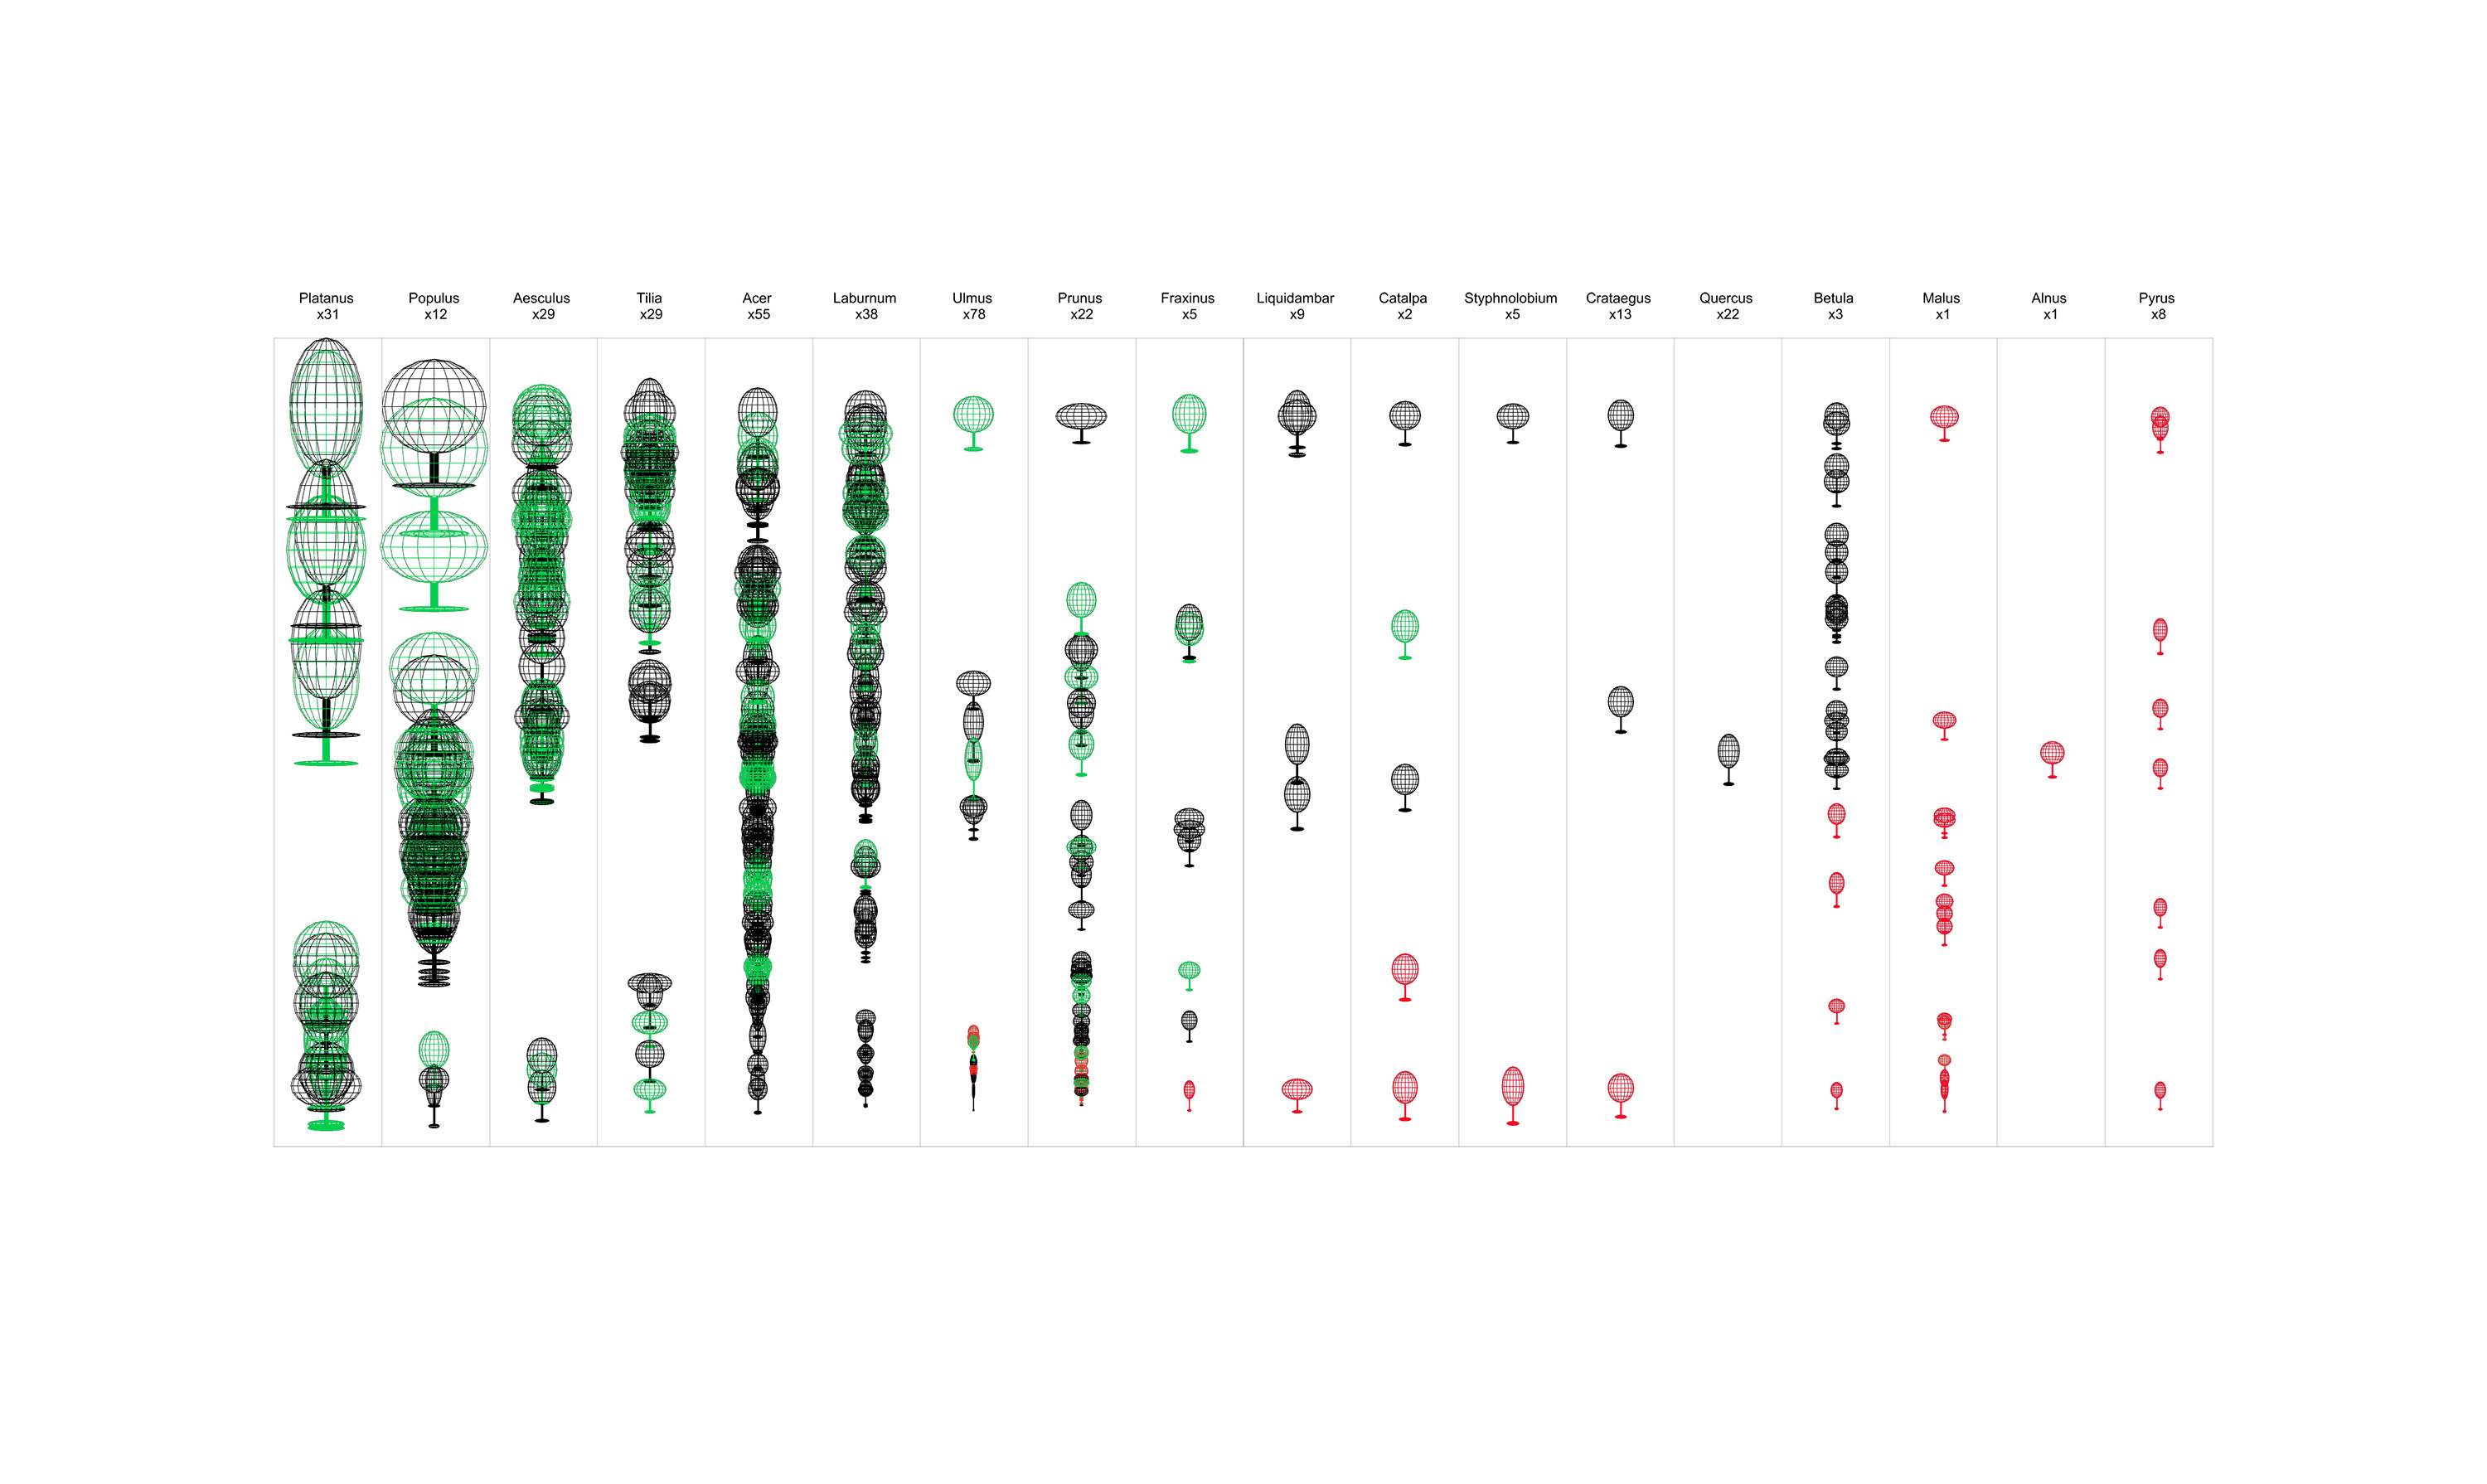 Platanus Populus Aesculus Tilia Acer Laburnum Ulmus Prunus Fraxinus Liquidambar Catalpa Styphnolobium Crataegus Quercus Betula Malus Alnus Pyrus
x31 x12 x29 x29 x55 x38 x78 x22 x5 x9 x2 x5 x13 x22 x3 x1 x1 x8